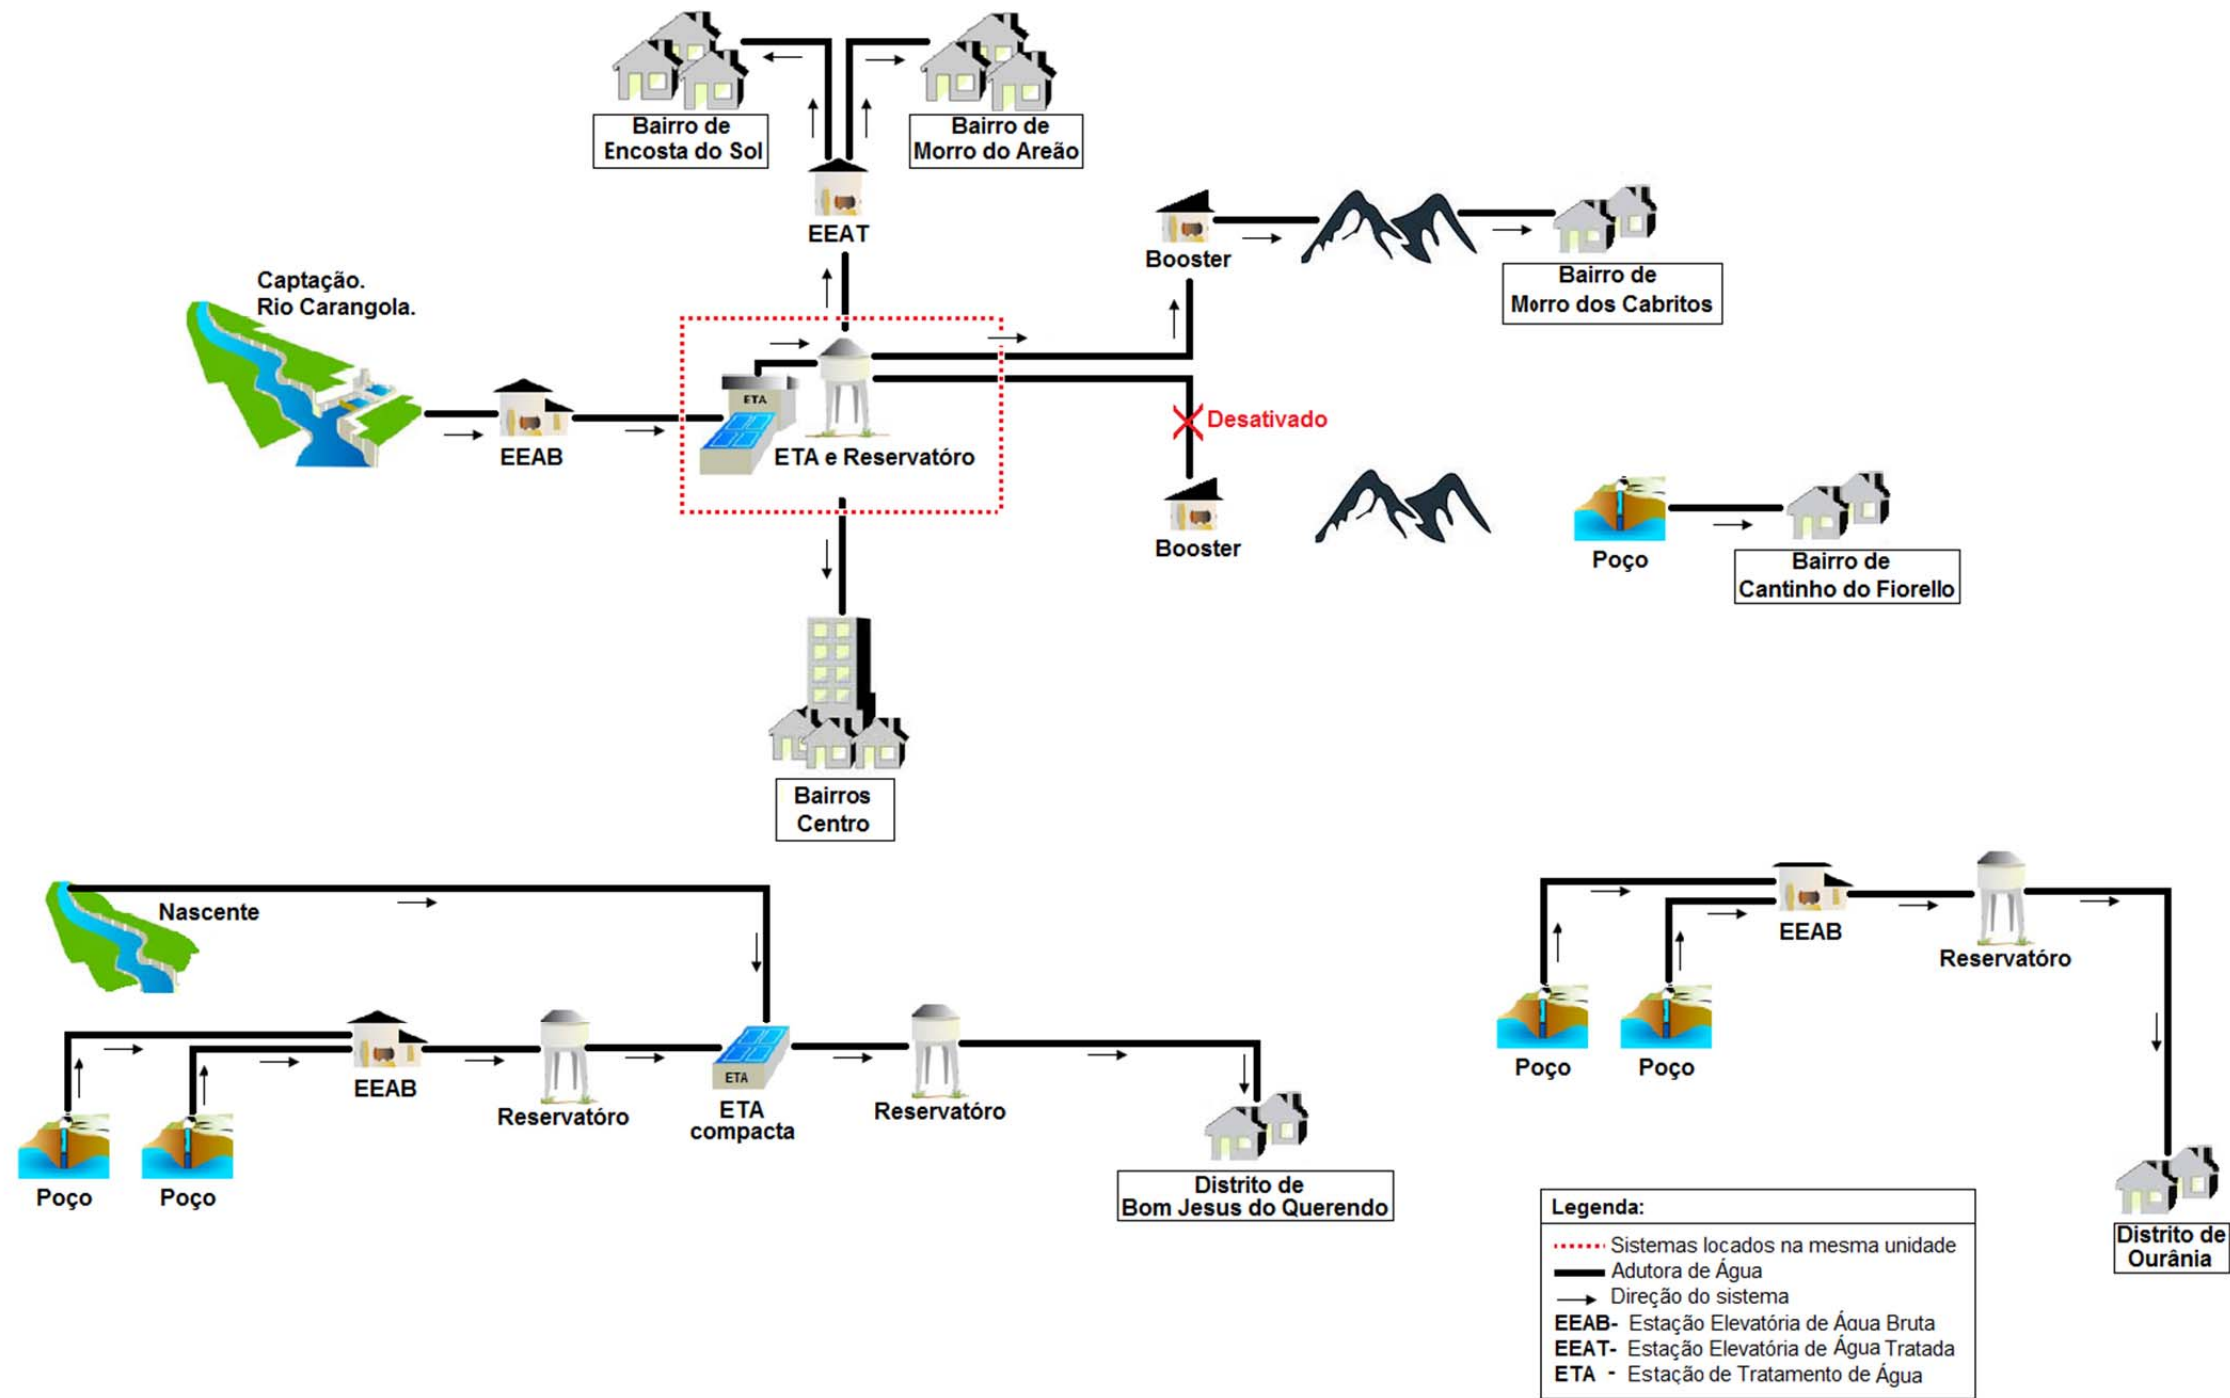 Bairro de
Encosta do Sol
Bairro de
Morro do Areão
EEAT
Booster
Bairro de
Morro dos Cabritos
Captação.
Rio Carangola.
EEAB
ETA
ETA e Reservatóro
Desativado
Booster
Poço
Bairro de
Cantinho do Fiorello
Bairros
Centro
Nascente
Poço
Poço
EEAB
Reservatóro
ETA
ETA
compacta
Reservatóro
Distrito de
Bom Jesus do Querendo
Poço
Poço
EEAB
Reservatóro
Distrito de
Ourânia
Legenda:
Sistemas locados na mesma unidade
Adutora de Água
Direção do sistema
EEAB- Estação Elevatória de Água Bruta
EEAT- Estação Elevatória de Água Tratada
ETA - Estação de Tratamento de Água